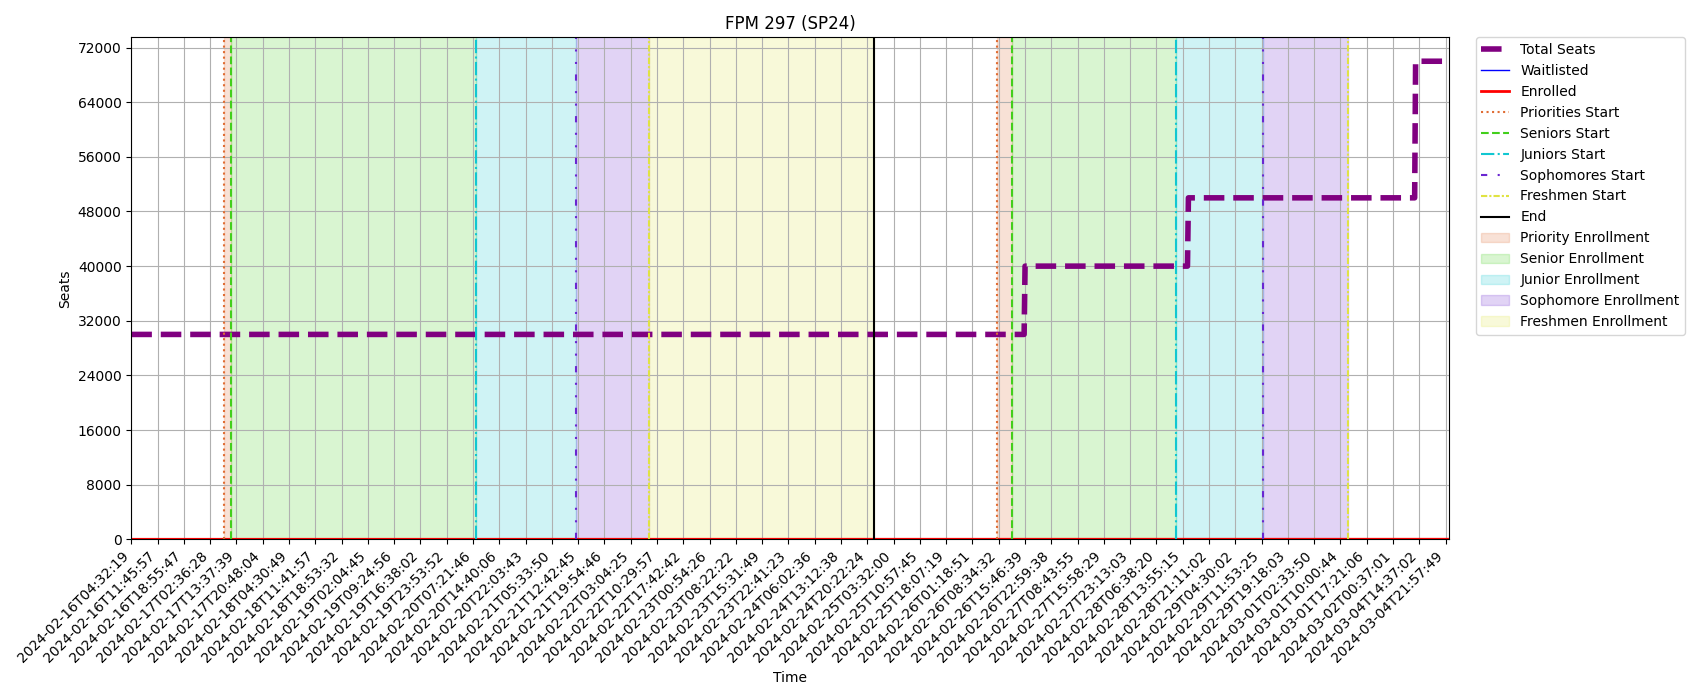 FPM 297 (SP24)
72000
64000
56000
48000
40000
32000
24000
16000
8000
0
Seats
2024-02-16T04:32:19
2024-02-16T11:45:57
2024-02-16T18:55:47
2024-02-17T02:36:28
2024-02-17T13:37:39
2024-02-17T20:48:04
2024-02-18T04:30:49
2024-02-18T11:41:57
2024-02-18T18:53:32
2024-02-19T02:04:45
2024-02-19T09:24:56
2024-02-19T16:38:02
2024-02-19T23:53:52
2024-02-20T07:21:46
2024-02-20T14:40:06
2024-02-20T22:03:43
2024-02-21T05:33:50
2024-02-21T12:42:45
2024-02-21T19:54:46
2024-02-22T03:04:25
2024-02-22T10:29:57
2024-02-22T17:42:42
2024-02-23T00:54:26
2024-02-23T08:22:22
2024-02-23T15:31:49
2024-02-23T22:41:23
2024-02-24T06:02:36
2024-02-24T13:12:38
2024-02-24T20:22:24
2024-02-25T03:32:00
2024-02-25T10:57:45
2024-02-25T18:07:19
2024-02-26T01:18:51
2024-02-26T08:34:32
2024-02-26T15:46:39
2024-02-26T22:59:38
2024-02-27T08:43:55
2024-02-27T15:58:29
2024-02-27T23:13:03
2024-02-28T06:38:20
2024-02-28T13:55:15
2024-02-28T21:11:02
2024-02-29T04:30:02
2024-02-29T11:53:25
2024-02-29T19:18:03
2024-03-01T02:33:50
2024-03-01T10:00:44
2024-03-01T17:21:06
2024-03-02T00:37:01
2024-03-04T14:37:02
2024-03-04T21:57:49
Time
Total Seats
Waitlisted
Enrolled
Priorities Start
Seniors Start
Juniors Start
Sophomores Start
Freshmen Start
End
Priority Enrollment
Senior Enrollment
Junior Enrollment
Sophomore Enrollment
Freshmen Enrollment